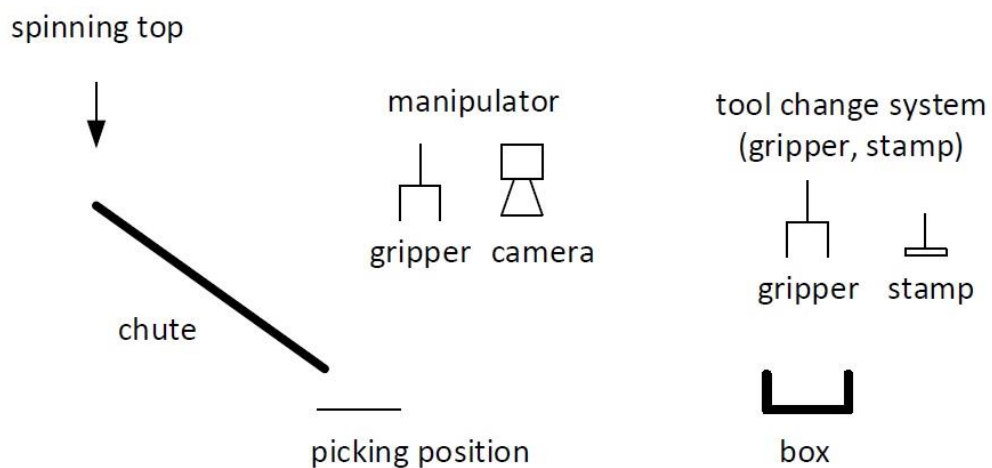 spinning top
manipulator
tool change system
(gripper, stamp)
gripper camera
gripper stamp
chute
picking position
box